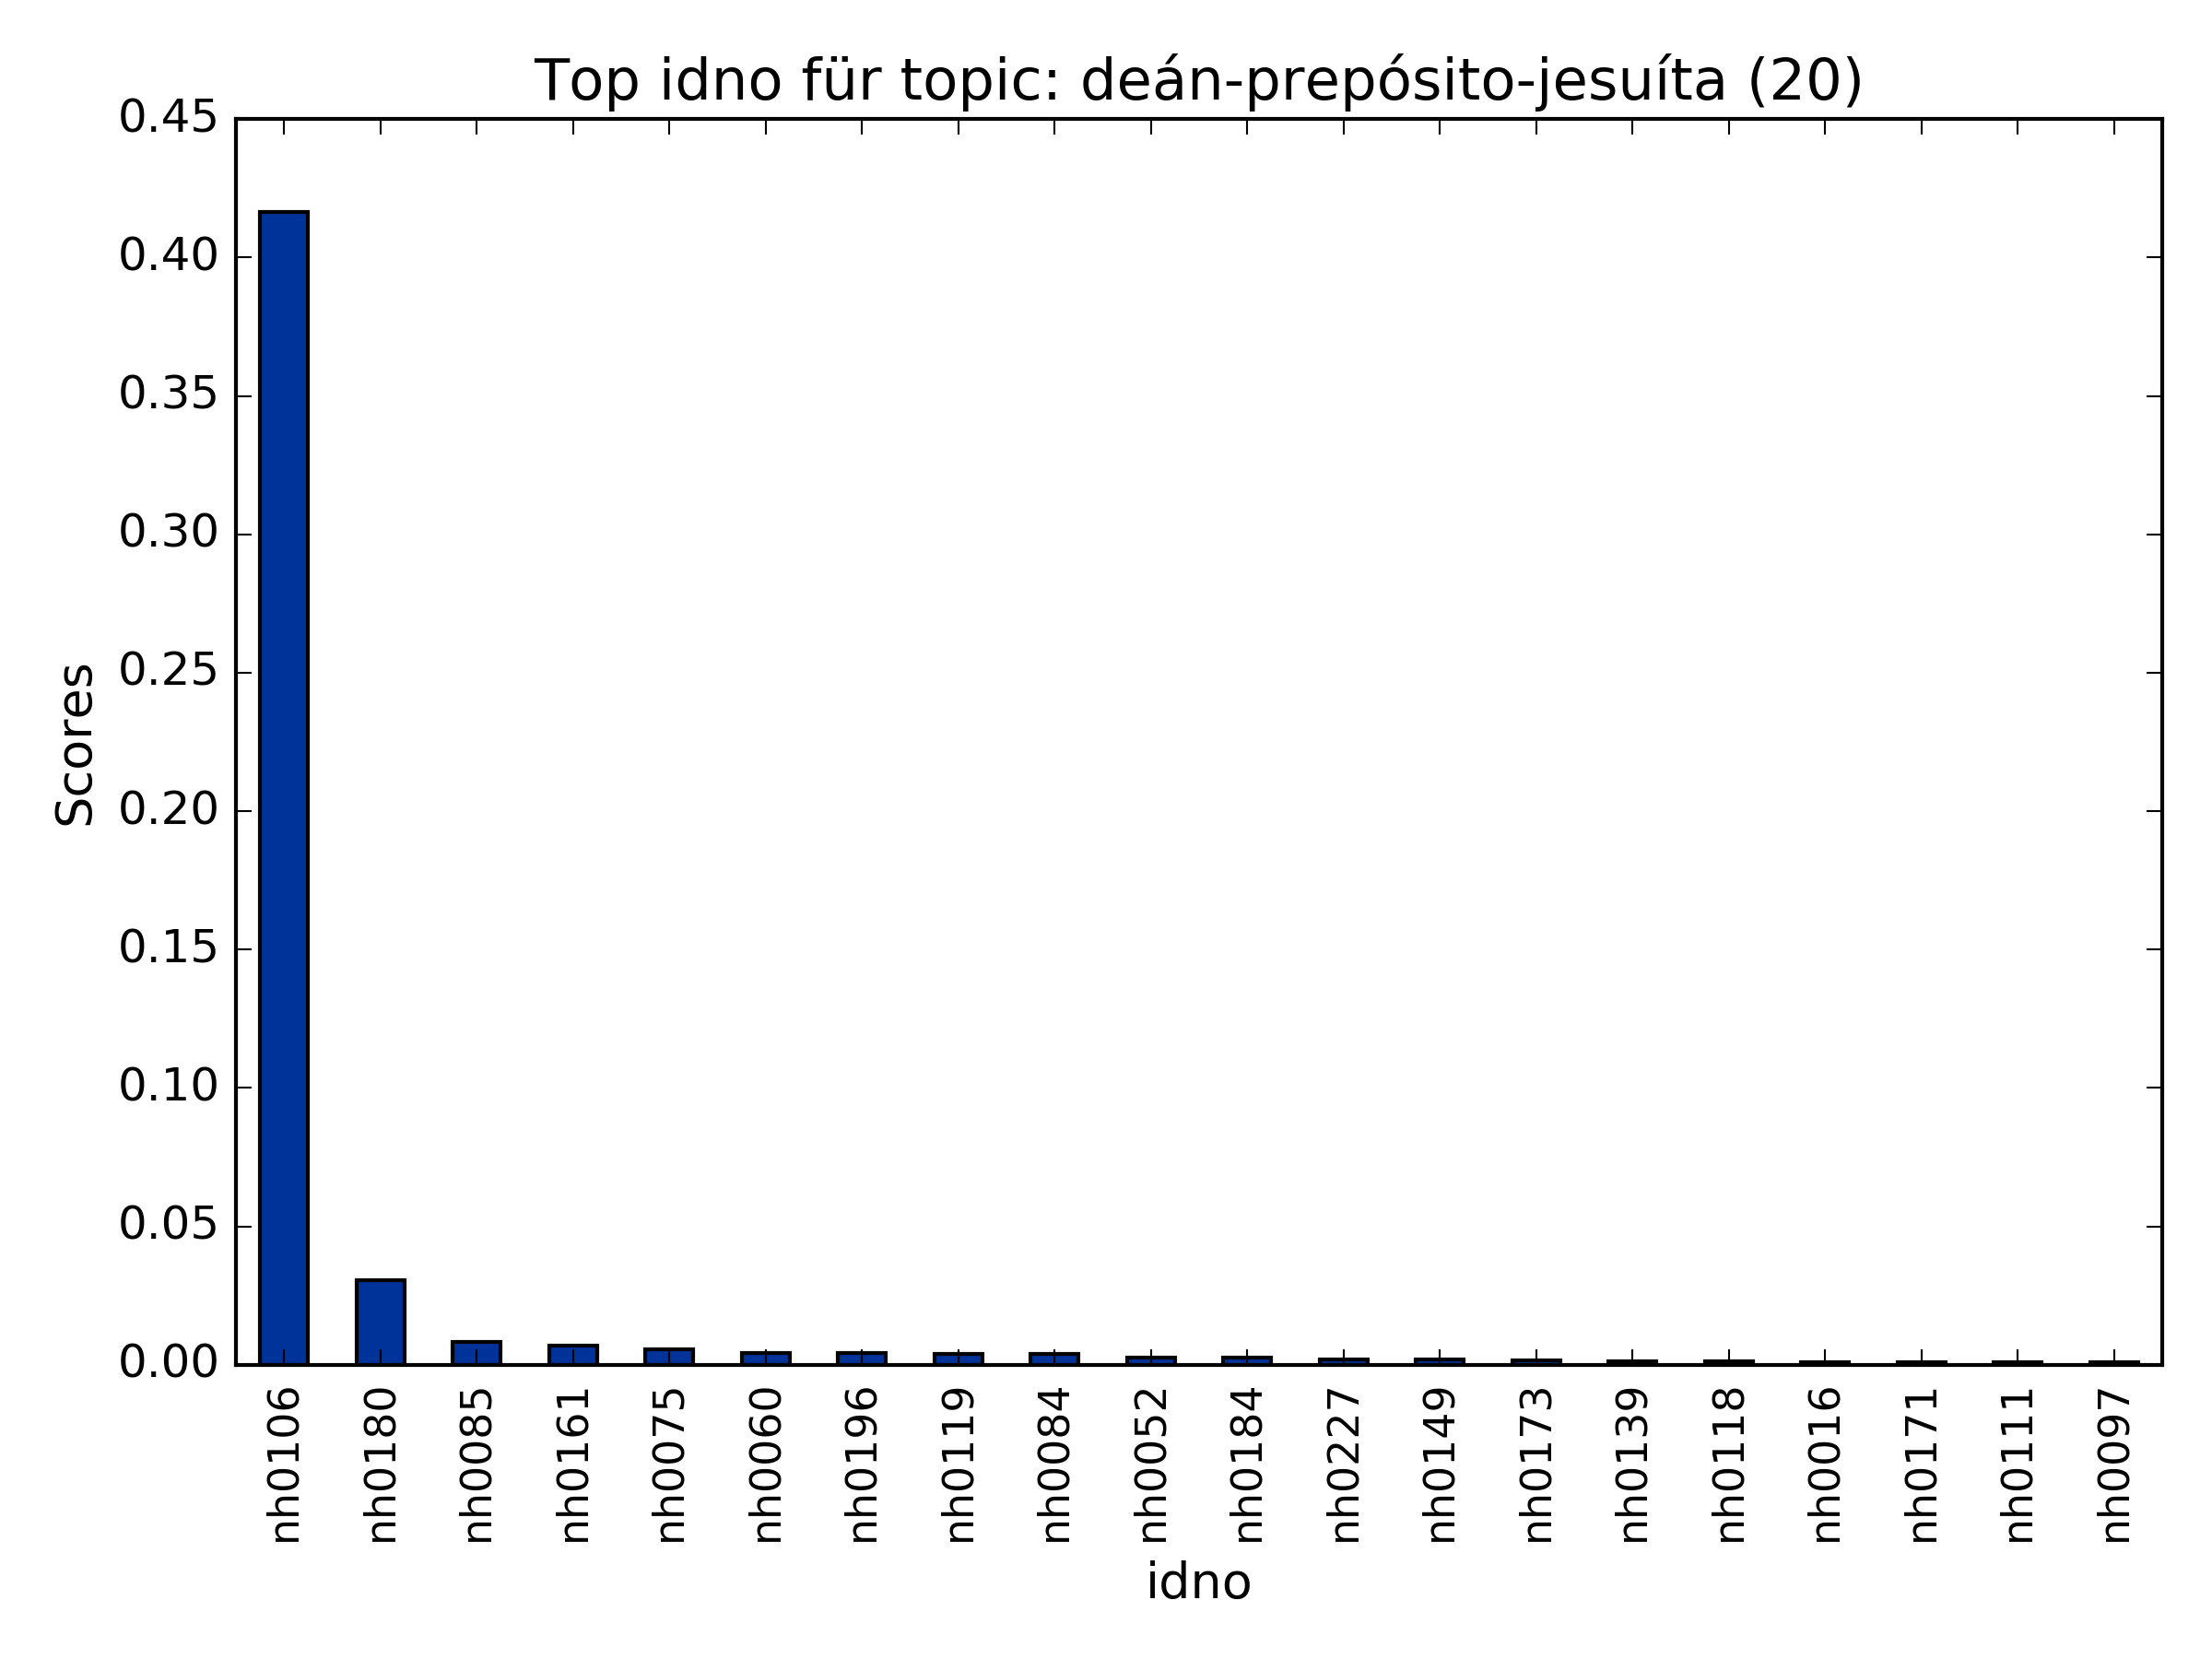 Top idno für topic: deán-prepósito-jesuíta (20)
0.45
0.40
0.35
0.30
0.25
0.20
0.15
0.10
0.05
0.00
Scores
nh0106
nh0180
nh0085
nh0161
nh0075
nh0060
nh0196
nh0119
nh0084
nh0052
nh0184
nh0227
nh0149
nh0173
nh0139
nh0118
nh0016
nh0171
nh0111
nh0097
idno